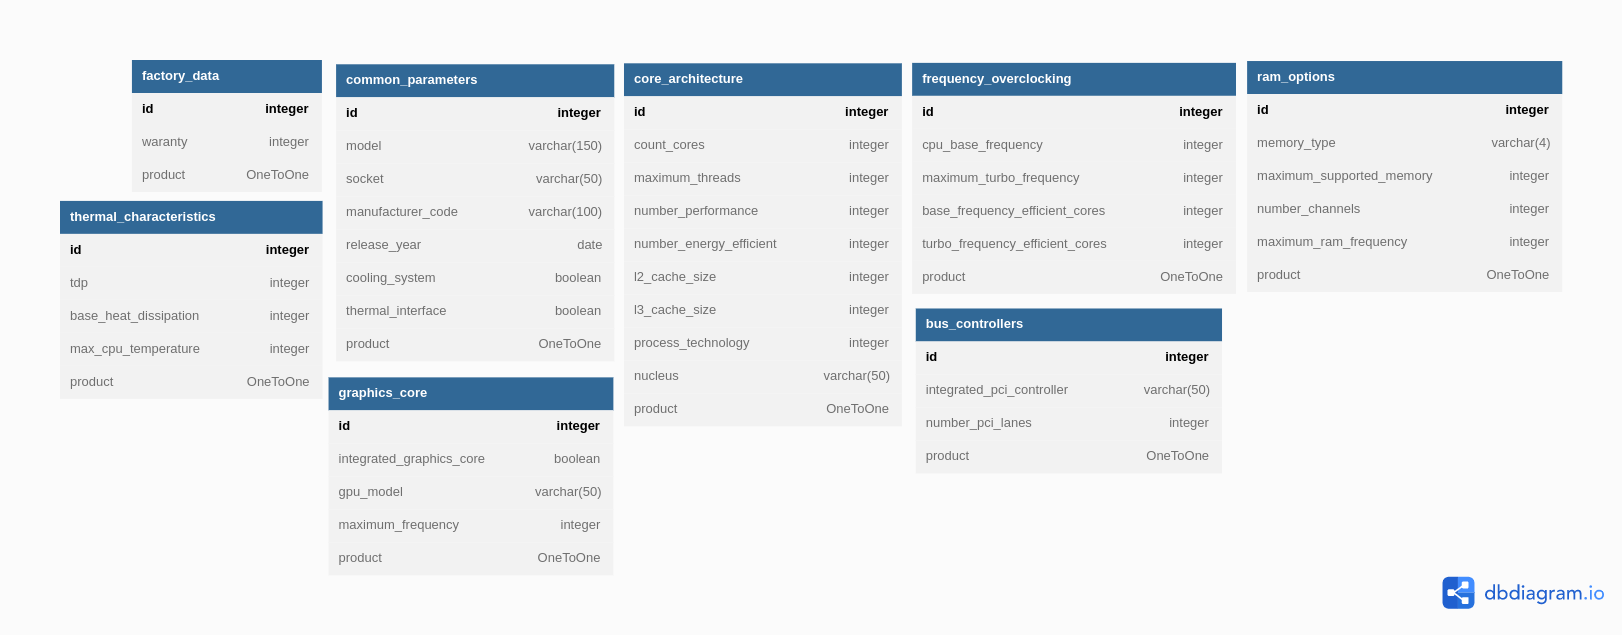 factory_data
id integer
waranty integer
product OneToOne
thermal_characteristics
id integer
tdp integer
base_heat_dissipation integer
max_cpu_temperature integer
product OneToOne
common_parameters
id integer
model varchar(150)
socket varchar(50)
manufacturer_code varchar(100)
release_year date
cooling_system boolean
thermal_interface boolean
product OneToOne
graphics_core
id integer
integrated_graphics_core boolean
gpu_model varchar(50)
maximum_frequency integer
product OneToOne
core_architecture
id integer
count_cores integer
maximum_threads integer
number_performance integer
number_energy_efficient integer
l2_cache_size integer
l3_cache_size integer
process_technology integer
nucleus varchar(50)
product OneToOne
frequency_overclocking
id integer
cpu_base_frequency integer
maximum_turbo_frequency integer
base_frequency_efficient_cores integer
turbo_frequency_efficient_cores integer
product OneToOne
bus_controllers
id integer
integrated_pci_controller varchar(50)
number_pci_lanes integer
product OneToOne
ram_options
id integer
memory_type varchar(4)
maximum_supported_memory integer
number_channels integer
maximum_ram_frequency integer
product OneToOne
dbdiagram.io